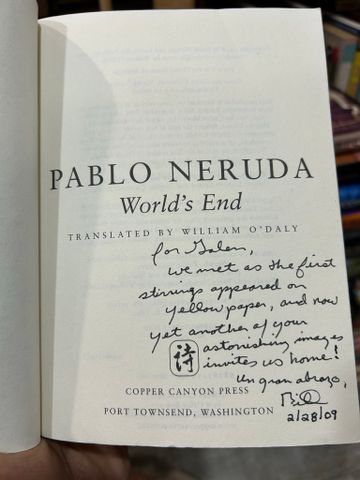 PABLO NERUDA
World's End
TRANSLATED BY WILLIAM O'DALY
for Galen,
we met as the first
stirrings appeared on
yellow paper, and now
yet another of your
astonishing images
invites us home!
Un gran abrazo,
Bill
2/28/09
詩
COPPER CANYON PRESS
PORT TOWNSEND, WASHINGTON